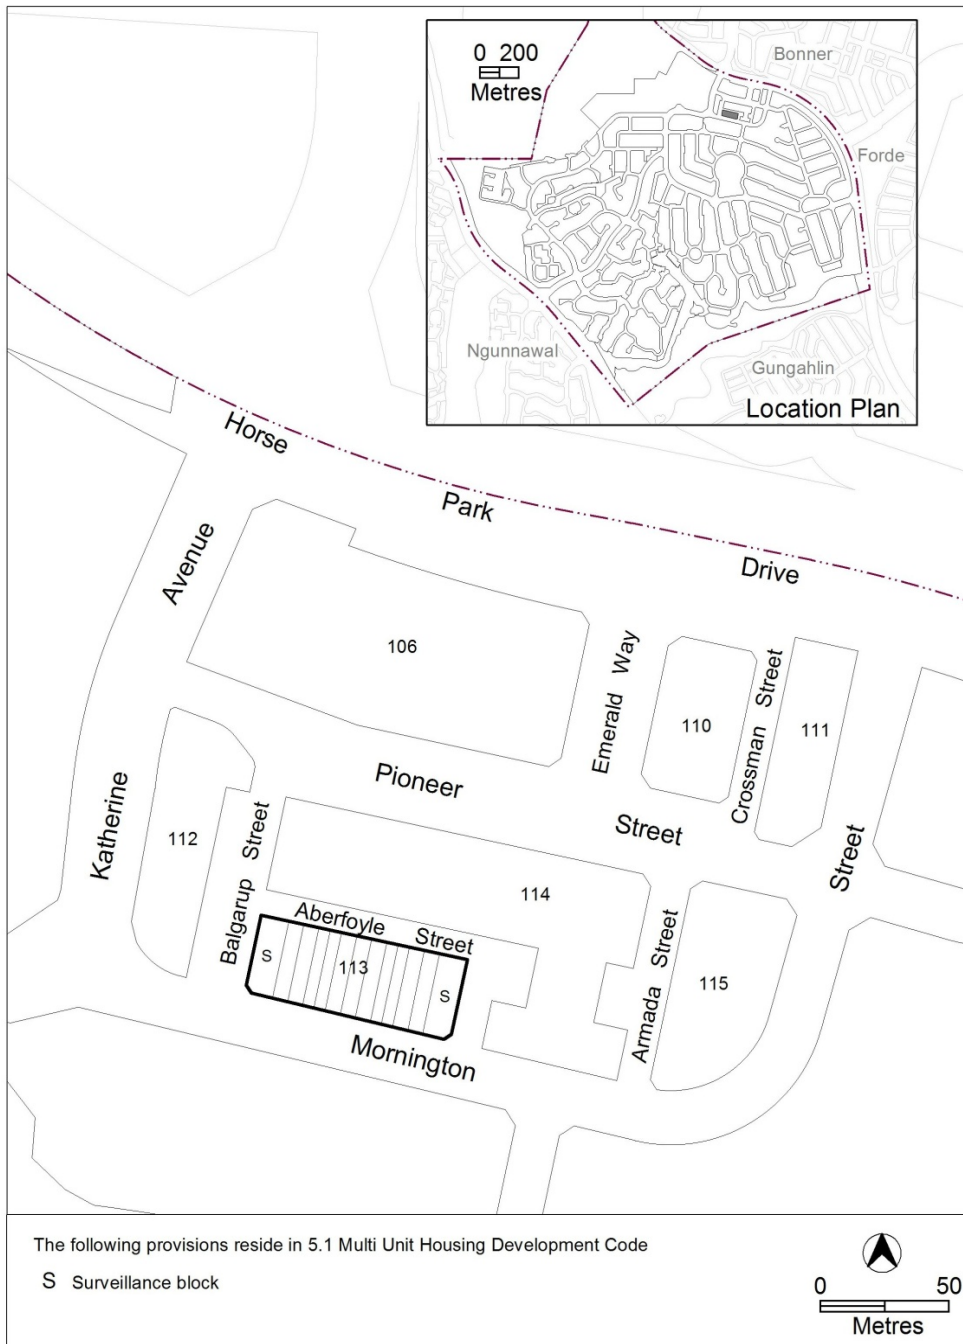 0 200
Metres
Bonner
Forde
Ngunnawal
Gungahlin
Location Plan
Horse Park Drive
Katherine Avenue
106
Emerald Way
110
Crossman Street
111
Pioneer Street
Street
112
Balgarup Street
114
Aberfoyle Street
S
113
S
Armada Street
115
Mornington
The following provisions reside in 5.1 Multi Unit Housing Development Code
S Surveillance block
0 50
Metres